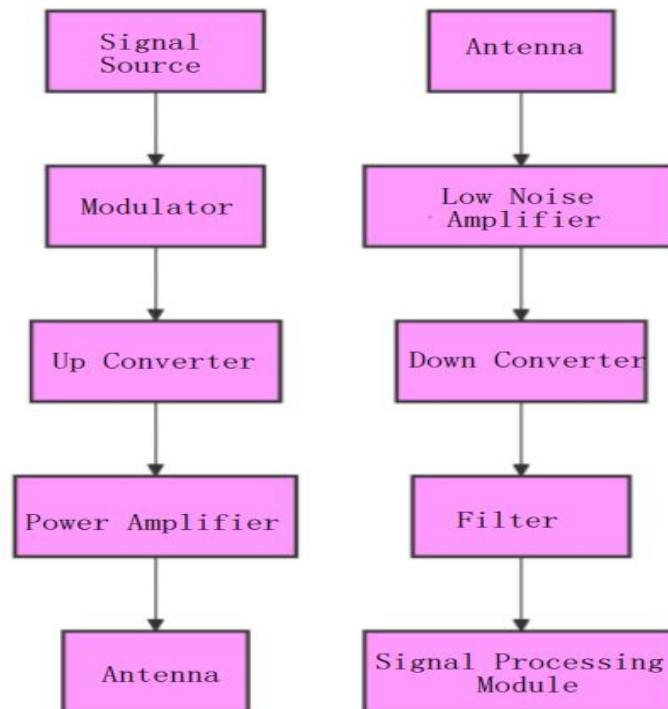 Signal
Source
Modulator
Up Converter
Power Amplifier
Antenna
Antenna
Low Noise
Amplifier
Down Converter
Filter
Signal Processing
Module